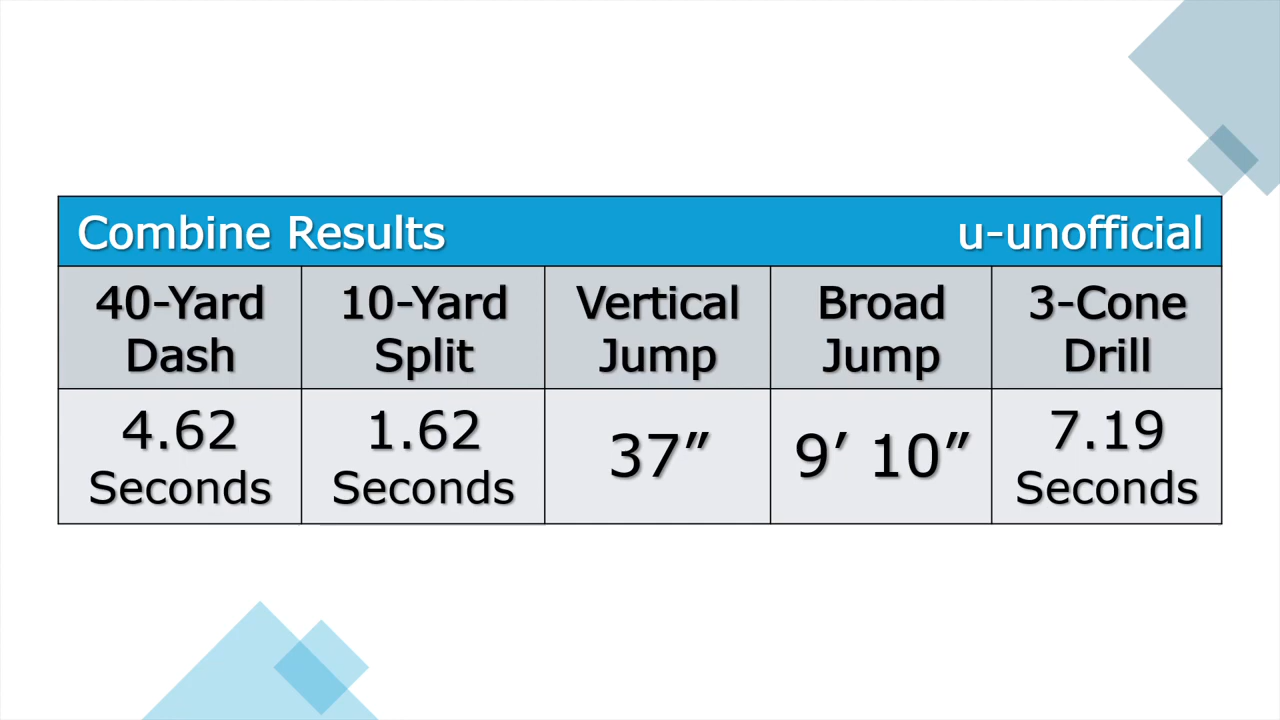 Combine Results u-unofficial
40-Yard Dash
10-Yard Split
Vertical Jump
Broad Jump
3-Cone Drill
4.62 Seconds
1.62 Seconds
37”
9’ 10”
7.19 Seconds